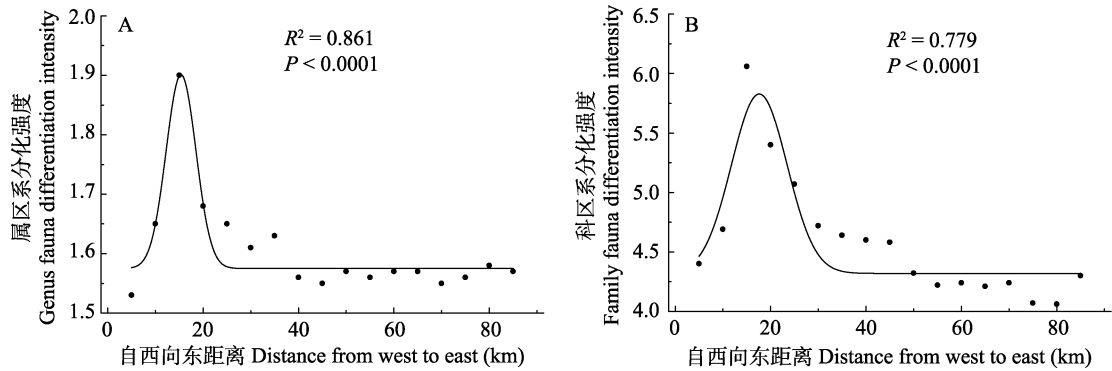 A
R² = 0.861
P < 0.0001
2.0
1.9
1.8
1.7
1.6
1.5
属区系分化强度
Genus fauna differentiation intensity
0 20 40 60 80
自西向东距离 Distance from west to east (km)
B
R² = 0.779
P < 0.0001
6.5
6.0
5.5
5.0
4.5
4.0
科区系分化强度
Family fauna differentiation intensity
0 20 40 60 80
自西向东距离 Distance from west to east (km)